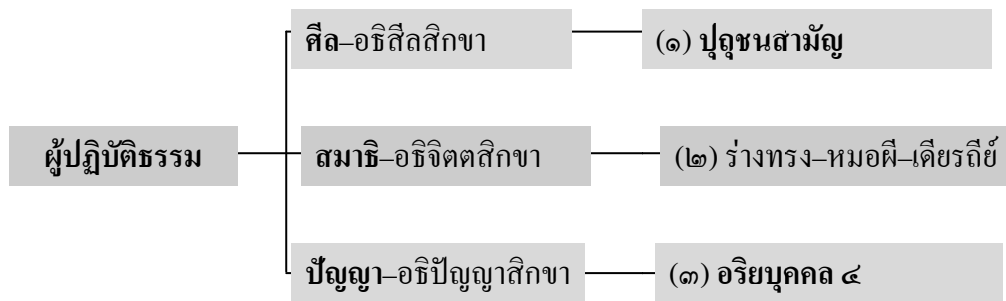 ศีล–อธิสีลสิกขา (๑) ปุถุชนสามัญ
ผู้ปฏิบัติธรรม สมาธิ–อธิจิตตสิกขา (๒) ร่างทรง–หมอผี–เดียรถีย์
ปัญญา–อธิปัญญาสิกขา (๓) อริยบุคคล ๔